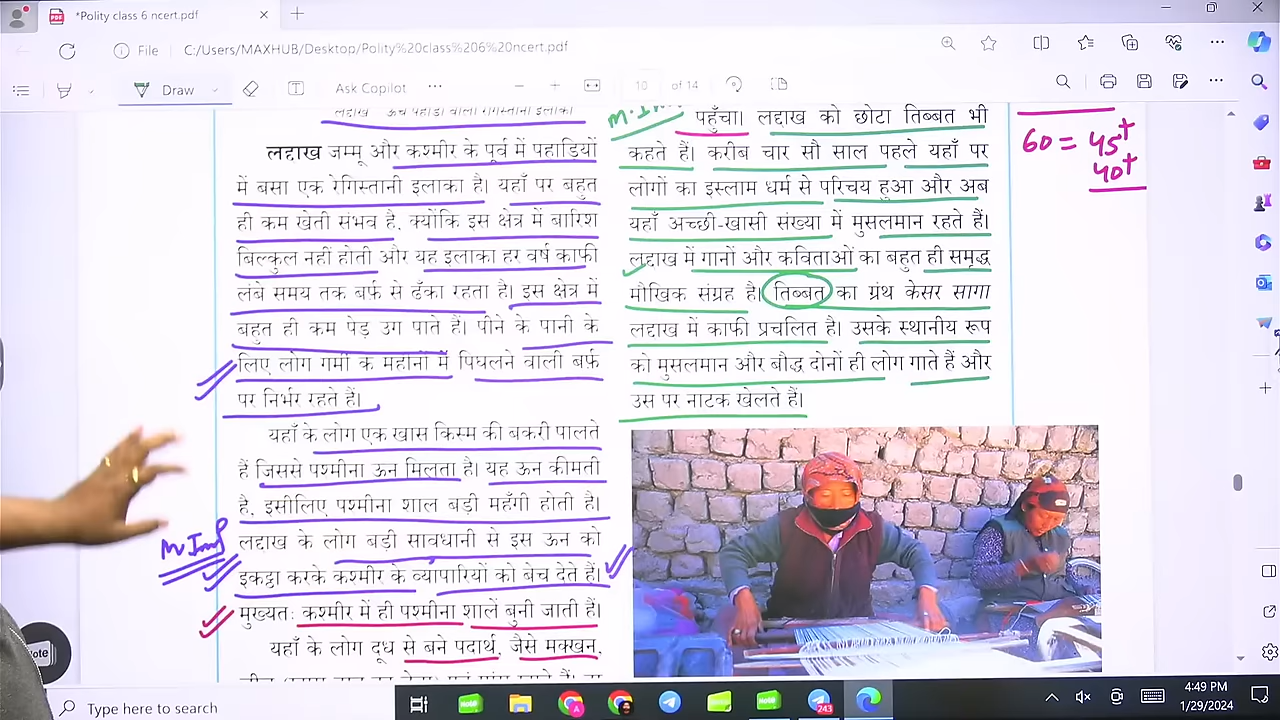 *Polity class 6 ncert.pdf
File C:/Users/MAXHUB/Desktop/Polity%20class%206%20ncert.pdf
Draw
Ask Copilot
10 of 14
लद्दाख जम्मू और कश्मीर के पूर्व में पहाड़ियों
में बसा एक रेगिस्तानी इलाका है। यहाँ पर बहुत
ही कम खेती संभव है, क्योंकि इस क्षेत्र में बारिश
बिल्कुल नहीं होती और यह इलाका हर वर्ष काफी
लंबे समय तक बर्फ़ से ढँका रहता है। इस क्षेत्र में
बहुत ही कम पेड़ उग पाते हैं। पीने के पानी के
लिए लोग गर्मी के महीनों में पिघलने वाली बर्फ़
पर निर्भर रहते हैं।
यहाँ के लोग एक खास किस्म की बकरी पालते
हैं जिससे पश्मीना ऊन मिलता है। यह ऊन कीमती
है, इसीलिए पश्मीना शाल बड़ी महँगी होती है।
M. Imp
लद्दाख के लोग बड़ी सावधानी से इस ऊन को
इकट्ठा करके कश्मीर के व्यापारियों को बेच देते हैं।
मुख्यतः कश्मीर में ही पश्मीना शालें बुनी जाती हैं।
यहाँ के लोग दूध से बने पदार्थ, जैसे मक्खन,
M. Im
पहुँचा। लद्दाख को छोटा तिब्बत भी
कहते हैं। करीब चार सौ साल पहले यहाँ पर
लोगों का इस्लाम धर्म से परिचय हुआ और अब
यहाँ अच्छी-खासी संख्या में मुसलमान रहते हैं।
लद्दाख में गानों और कविताओं का बहुत ही समृद्ध
मौखिक संग्रह है। तिब्बत का ग्रंथ केसर सागा
लद्दाख में काफी प्रचलित है। उसके स्थानीय रूप
को मुसलमान और बौद्ध दोनों ही लोग गाते हैं और
उस पर नाटक खेलते हैं।
60 = 45+
40+
Note
Type here to search
Note
Note
243
4:49 PM
1/29/2024